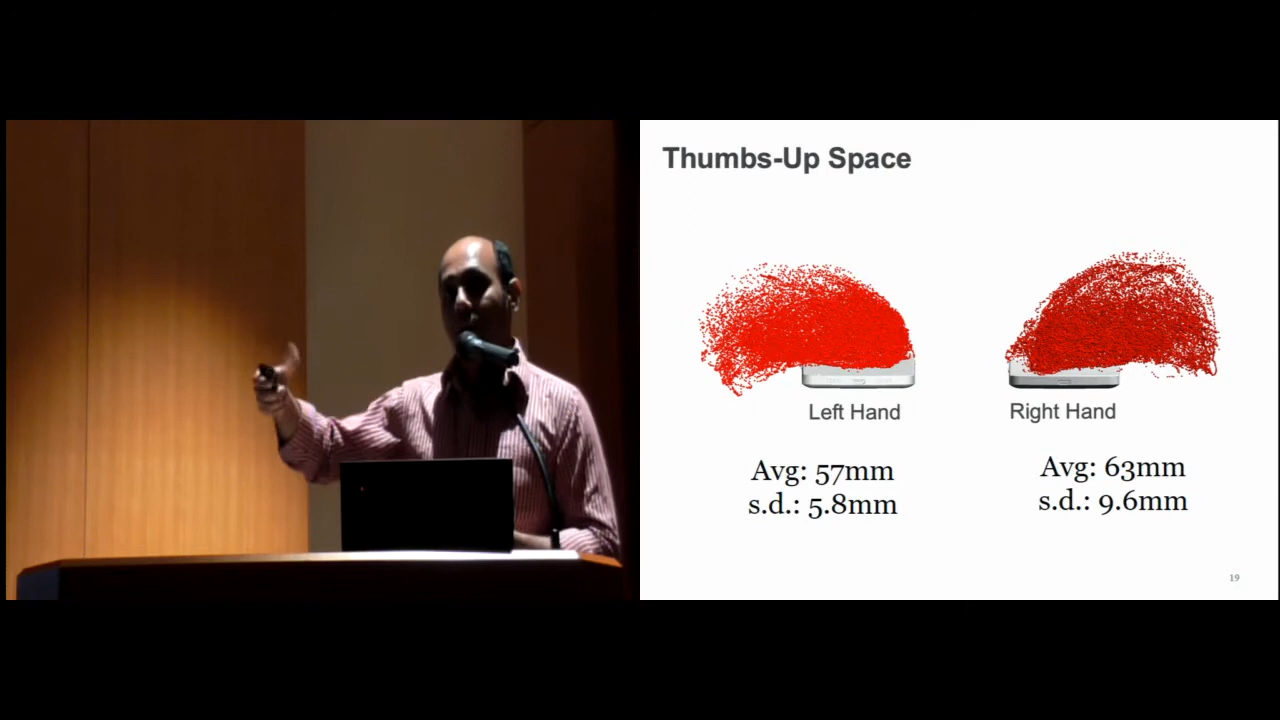 Thumbs-Up Space
Left Hand
Right Hand
Avg: 57mm
s.d.: 5.8mm
Avg: 63mm
s.d.: 9.6mm
19